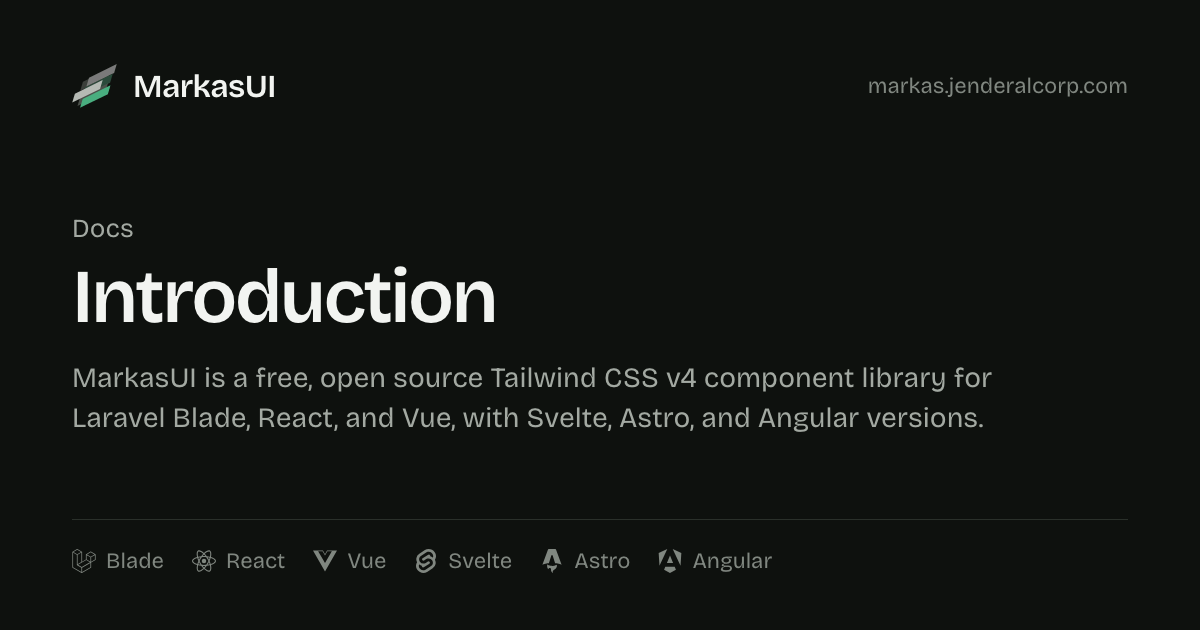 MarkasUI
markas.jenderalcorp.com
Docs
Introduction
MarkasUI is a free, open source Tailwind CSS v4 component library for
Laravel Blade, React, and Vue, with Svelte, Astro, and Angular versions.
Blade React Vue Svelte Astro Angular